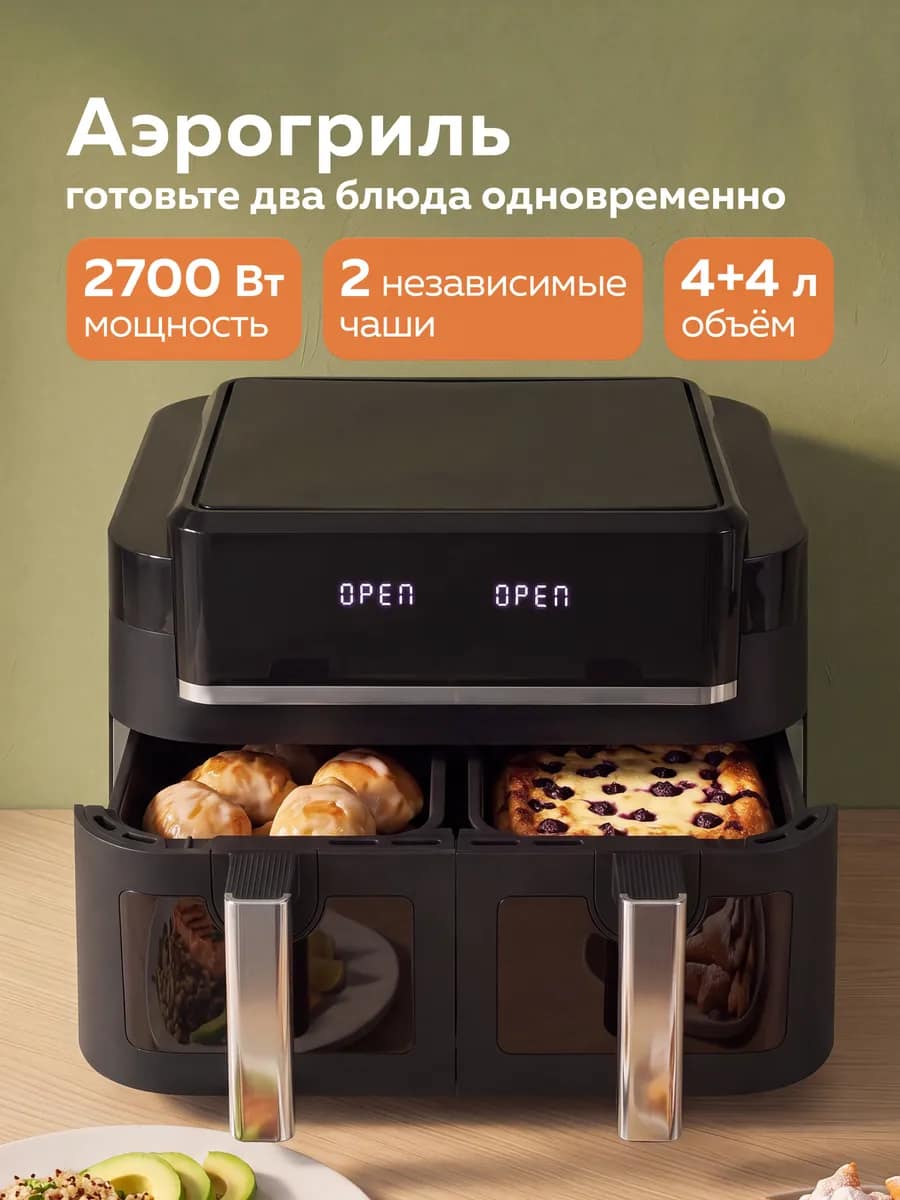 Аэрогриль
готовьте два блюда одновременно
2700 Вт
мощность
2 независимые
чаши
4+4 л
объём
OPEN
OPEN